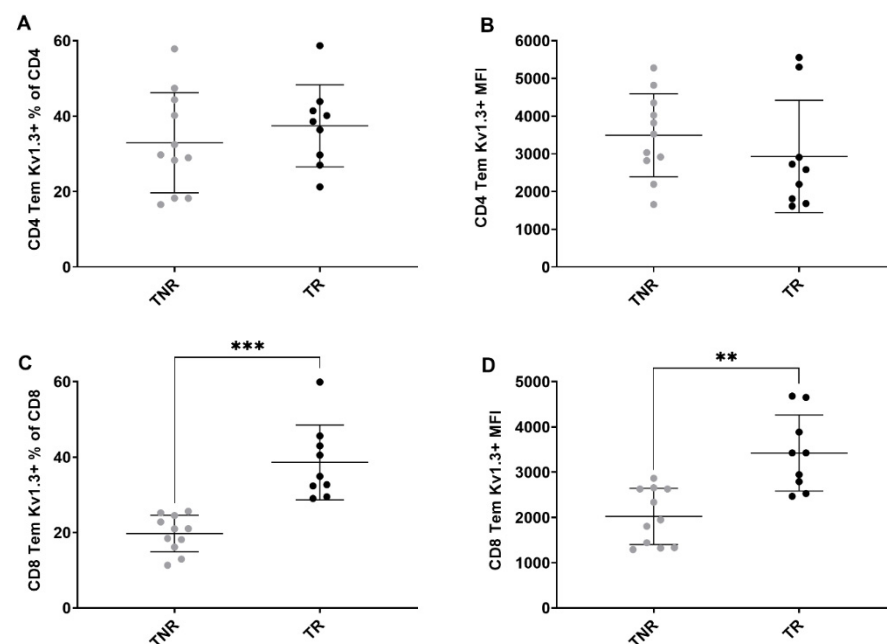 A
CD4 Tem Kv1.3+ % of CD4
60
40
20
0
TNR
TR
B
CD4 Tem Kv1.3+ MFI
6000
5000
4000
3000
2000
1000
0
TNR
TR
C
CD8 Tem Kv1.3+ % of CD8
***
60
40
20
0
TNR
TR
D
CD8 Tem Kv1.3+ MFI
**
5000
4000
3000
2000
1000
0
TNR
TR